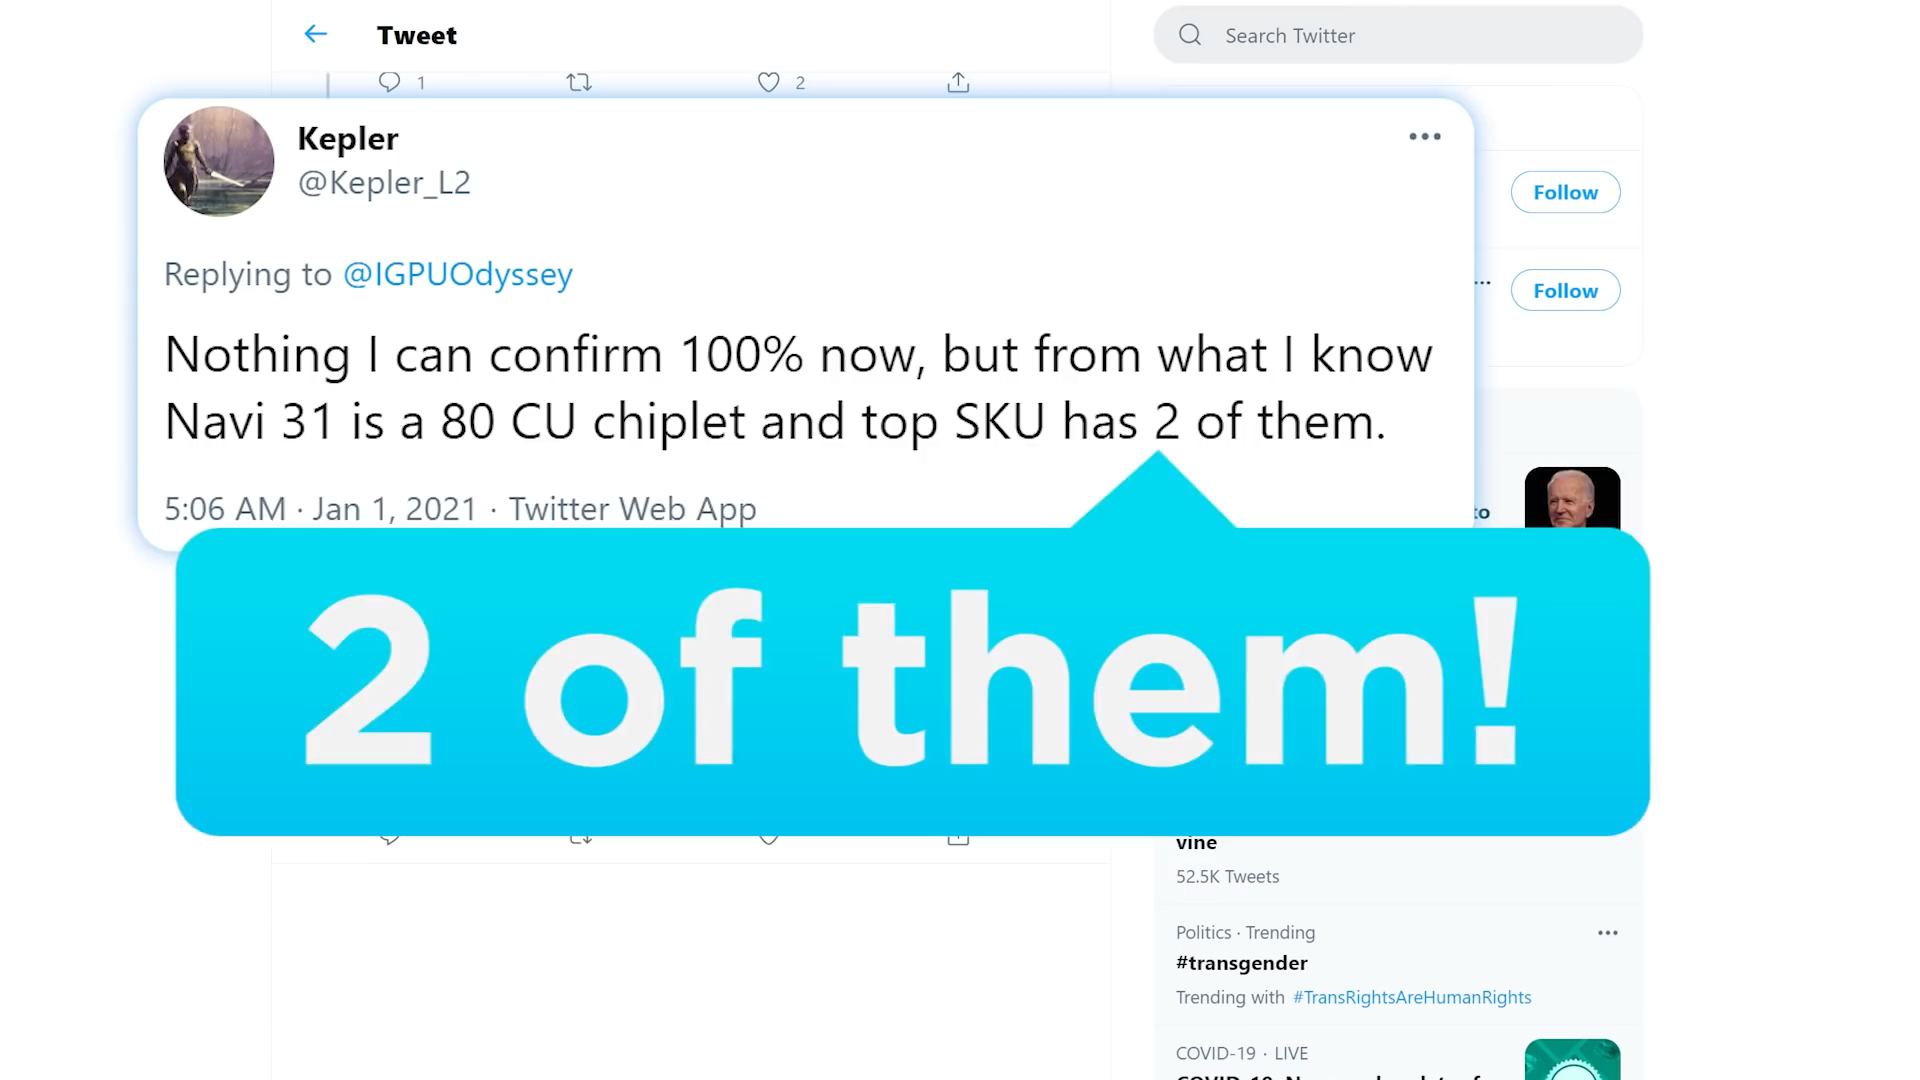 Tweet
Search Twitter
1
2
Kepler
@Kepler_L2
Follow
Replying to @IGPUOdyssey
Follow
Nothing I can confirm 100% now, but from what I know
Navi 31 is a 80 CU chiplet and top SKU has 2 of them.
5:06 AM · Jan 1, 2021 · Twitter Web App
to
2 of them!
vine
52.5K Tweets
Politics · Trending
#transgender
Trending with #TransRightsAreHumanRights
COVID-19 · LIVE